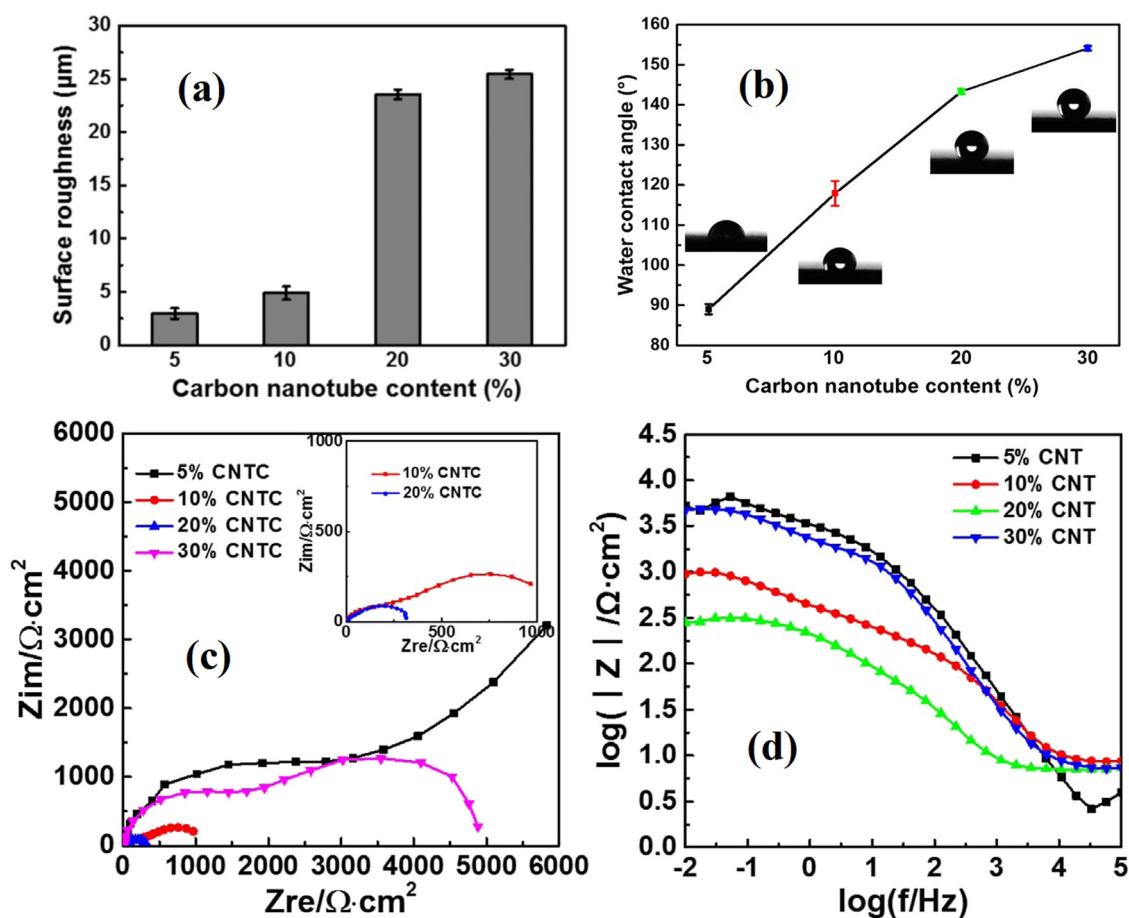 (a)
Surface roughness (μm)
30
25
20
15
10
5
0
5 10 20 30
Carbon nanotube content (%)
(b)
Water contact angle (°)
160
150
140
130
120
110
100
90
80
5 10 20 30
Carbon nanotube content (%)
(c)
Zim/Ω·cm²
6000
5000
4000
3000
2000
1000
0
0 1000 2000 3000 4000 5000 6000
Zre/Ω·cm²
5% CNTC
10% CNTC
20% CNTC
30% CNTC
Zim/Ω·cm²
1000
500
0
0 500 1000
Zre/Ω·cm²
10% CNTC
20% CNTC
(d)
log(|Z|/Ω·cm²)
4.5
4.0
3.5
3.0
2.5
2.0
1.5
1.0
0.5
0.0
-2 -1 0 1 2 3 4 5
log(f/Hz)
5% CNT
10% CNT
20% CNT
30% CNT